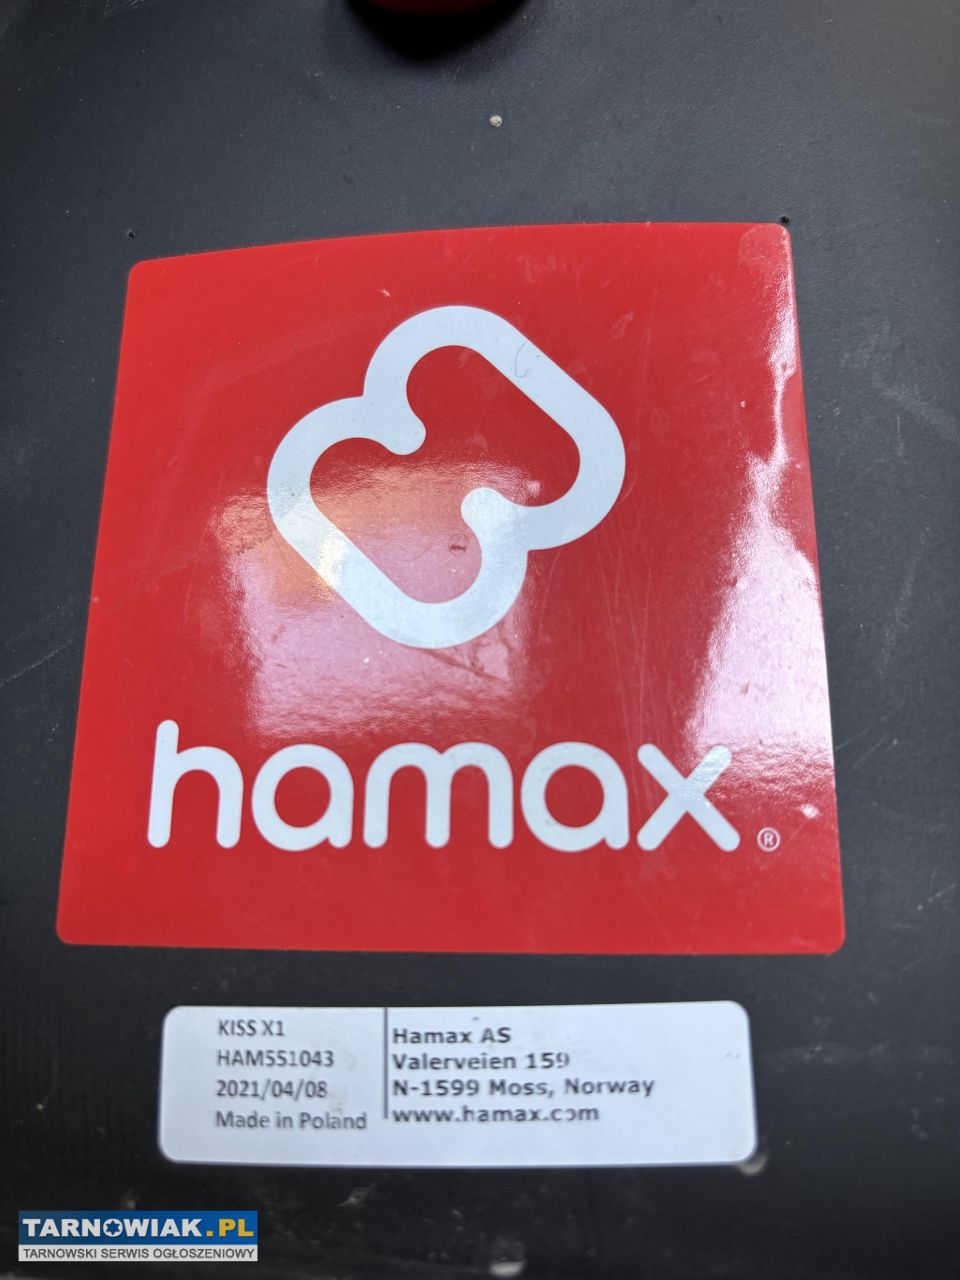 hamax®
KISS X1
HAM551043
2021/04/08
Made in Poland
Hamax AS
Valerveien 159
N-1599 Moss, Norway
www.hamax.com
TARNOWIAK.PL
TARNOWSKI SERWIS OGŁOSZENIOWY